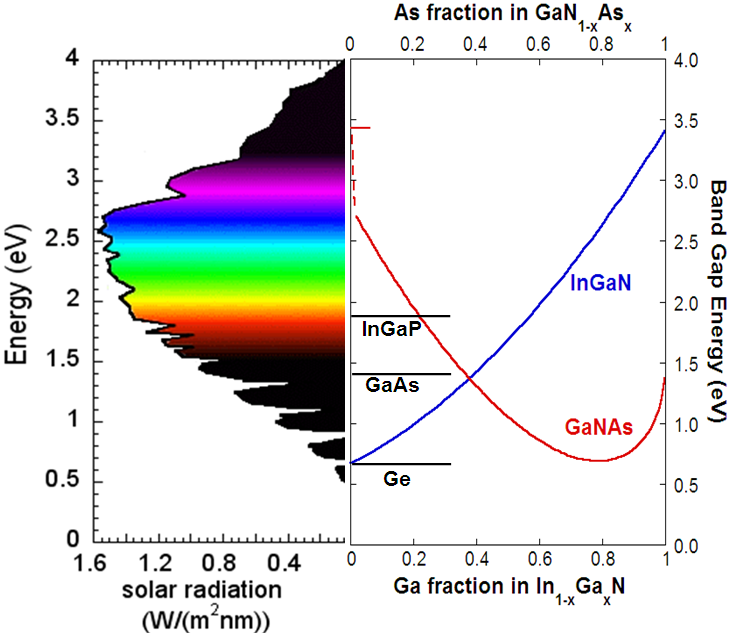 As fraction in GaN1-xAsx
0 0.2 0.4 0.6 0.8 1
4
3.5
3
2.5
2
1.5
1
0.5
0
Energy (eV)
1.6 1.2 0.8 0.4
solar radiation
(W/(m2nm))
InGaN
InGaP
GaAs
GaNAs
Ge
4.0
3.5
3.0
2.5
2.0
1.5
1.0
0.5
0.0
Band Gap Energy (eV)
0 0.2 0.4 0.6 0.8 1
Ga fraction in In1-xGaxN